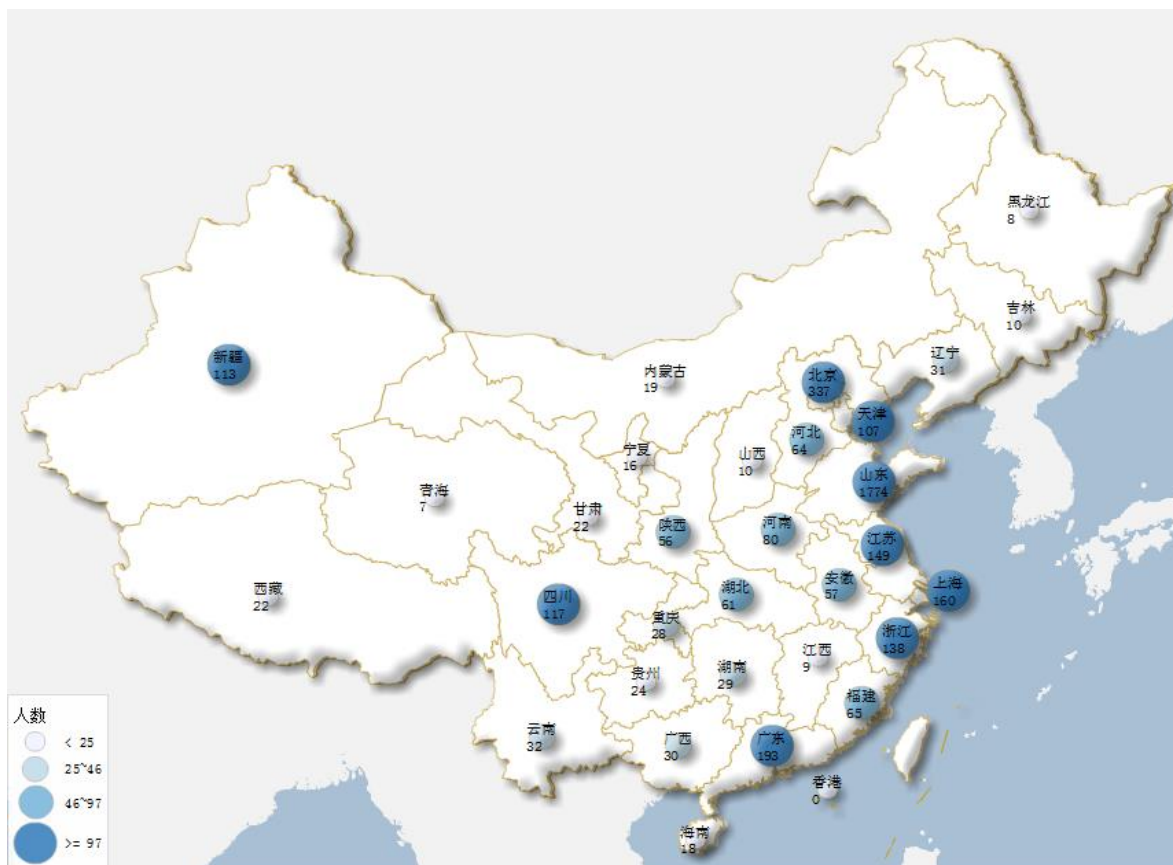 黑龙江
8
吉林
10
辽宁
31
新疆
113
内蒙古
19
北京
337
天津
107
河北
64
宁夏
16
山西
10
山东
1774
青海
7
甘肃
22
陕西
56
河南
80
江苏
149
西藏
22
四川
117
湖北
61
安徽
57
上海
160
重庆
28
浙江
138
江西
9
贵州
24
湖南
29
福建
65
云南
32
广西
30
广东
193
香港
0
海南
18
人数
< 25
25~46
46~97
>= 97